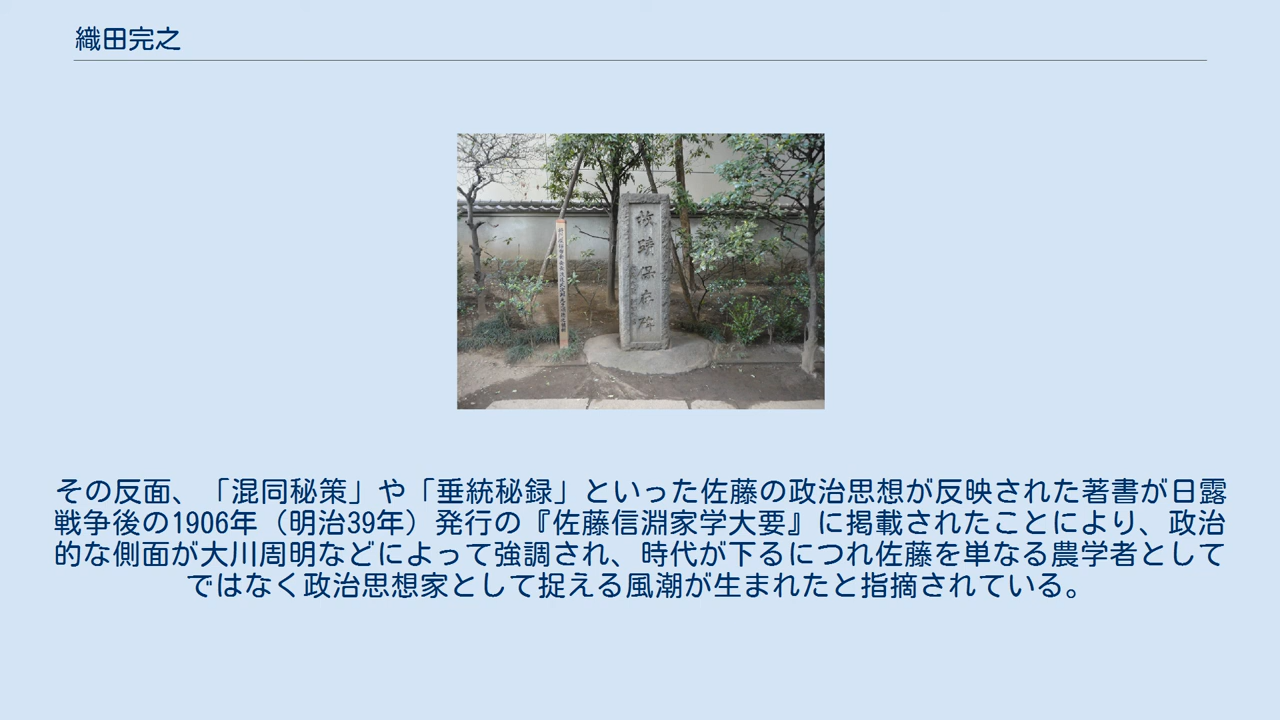 織田完之
故蹟保存碑
その反面、「混同秘策」や「垂統秘録」といった佐藤の政治思想が反映された著書が日露
戦争後の1906年（明治39年）発行の『佐藤信淵家学大要』に掲載されたことにより、政治
的な側面が大川周明などによって強調され、時代が下るにつれ佐藤を単なる農学者として
ではなく政治思想家として捉える風潮が生まれたと指摘されている。